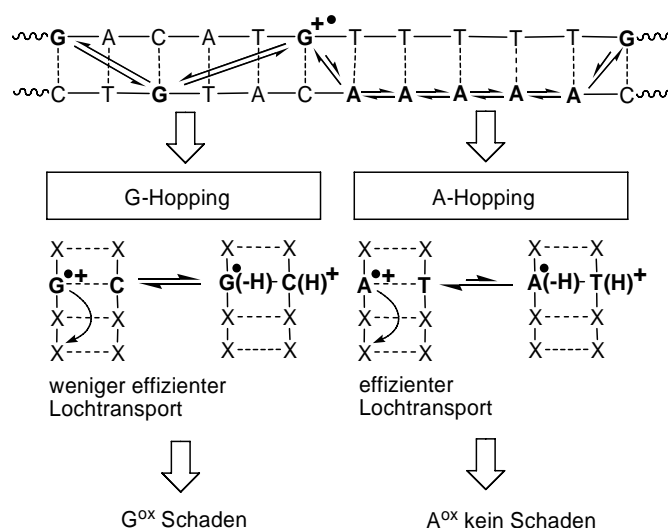 G A C A T G+• T T T T T G
C T G T A C A A A A A C
G-Hopping A-Hopping
X X X X X X X X
G•+ C G•(-H) C(H)+ A•+ T A•(-H) T(H)+
X X X X X X X X
X X X X X X X X
weniger effizienter effizienter
Lochtransport Lochtransport
Gox Schaden Aox kein Schaden